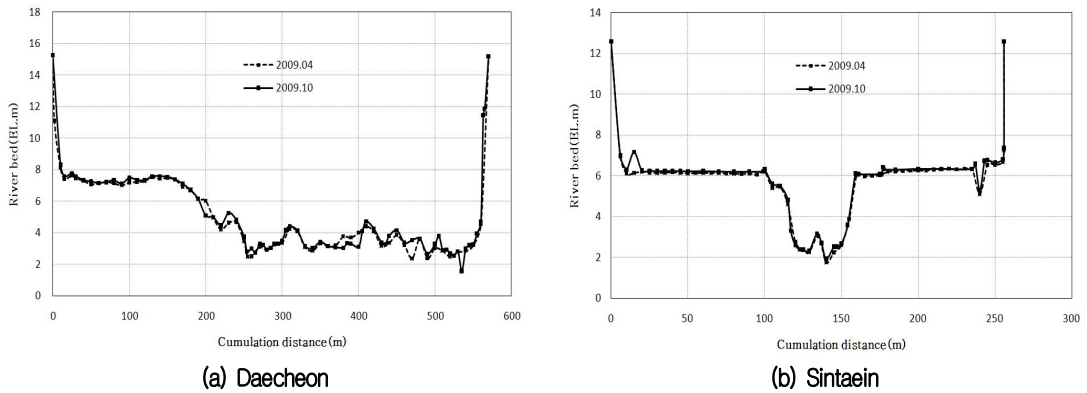 18
16
14
12
10
8
6
4
2
0
River bed(EL.m)
2009.04
2009.10
0 100 200 300 400 500 600
Cumulation distance(m)
(a) Daecheon
14
12
10
8
6
4
2
0
River bed(EL.m)
2009.04
2009.10
0 50 100 150 200 250 300
Cumulation distance(m)
(b) Sintaein